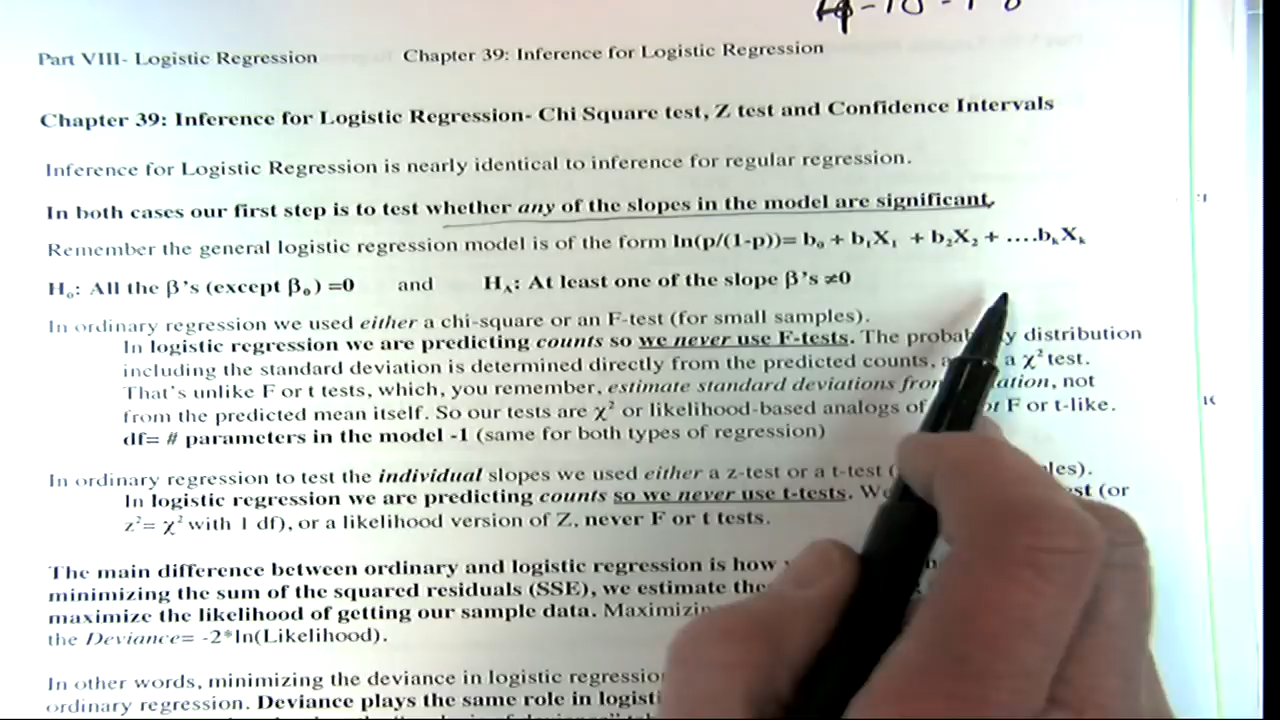 Part VIII- Logistic Regression Chapter 39: Inference for Logistic Regression
Chapter 39: Inference for Logistic Regression- Chi Square test, Z test and Confidence Intervals
Inference for Logistic Regression is nearly identical to inference for regular regression.
In both cases our first step is to test whether any of the slopes in the model are significant.
Remember the general logistic regression model is of the form ln(p/(1-p))= b₀ + b₁X₁ + b₂X₂ + ….bₖXₖ
H₀: All the β's (except β₀) =0 and Hₐ: At least one of the slope β's ≠0
In ordinary regression we used either a chi-square or an F-test (for small samples).
In logistic regression we are predicting counts so we never use F-tests. The distribution
including the standard deviation is determined directly from the predicted counts, a χ² test.
That's unlike F or t tests, which, you remember, estimate standard deviations not
from the predicted mean itself. So our tests are χ² or likelihood-based analogs of F or t-like.
df= # parameters in the model -1 (same for both types of regression)
In ordinary regression to test the individual slopes we used either a z-test or a t-test
In logistic regression we are predicting counts so we never use t-tests. (or
z²= χ² with 1 df), or a likelihood version of Z, never F or t tests.
The main difference between ordinary and logistic regression is how
minimizing the sum of the squared residuals (SSE), we estimate
maximize the likelihood of getting our sample data.
the Deviance= -2*ln(Likelihood).
In other words, minimizing the deviance in logistic
ordinary regression. Deviance plays the same role in